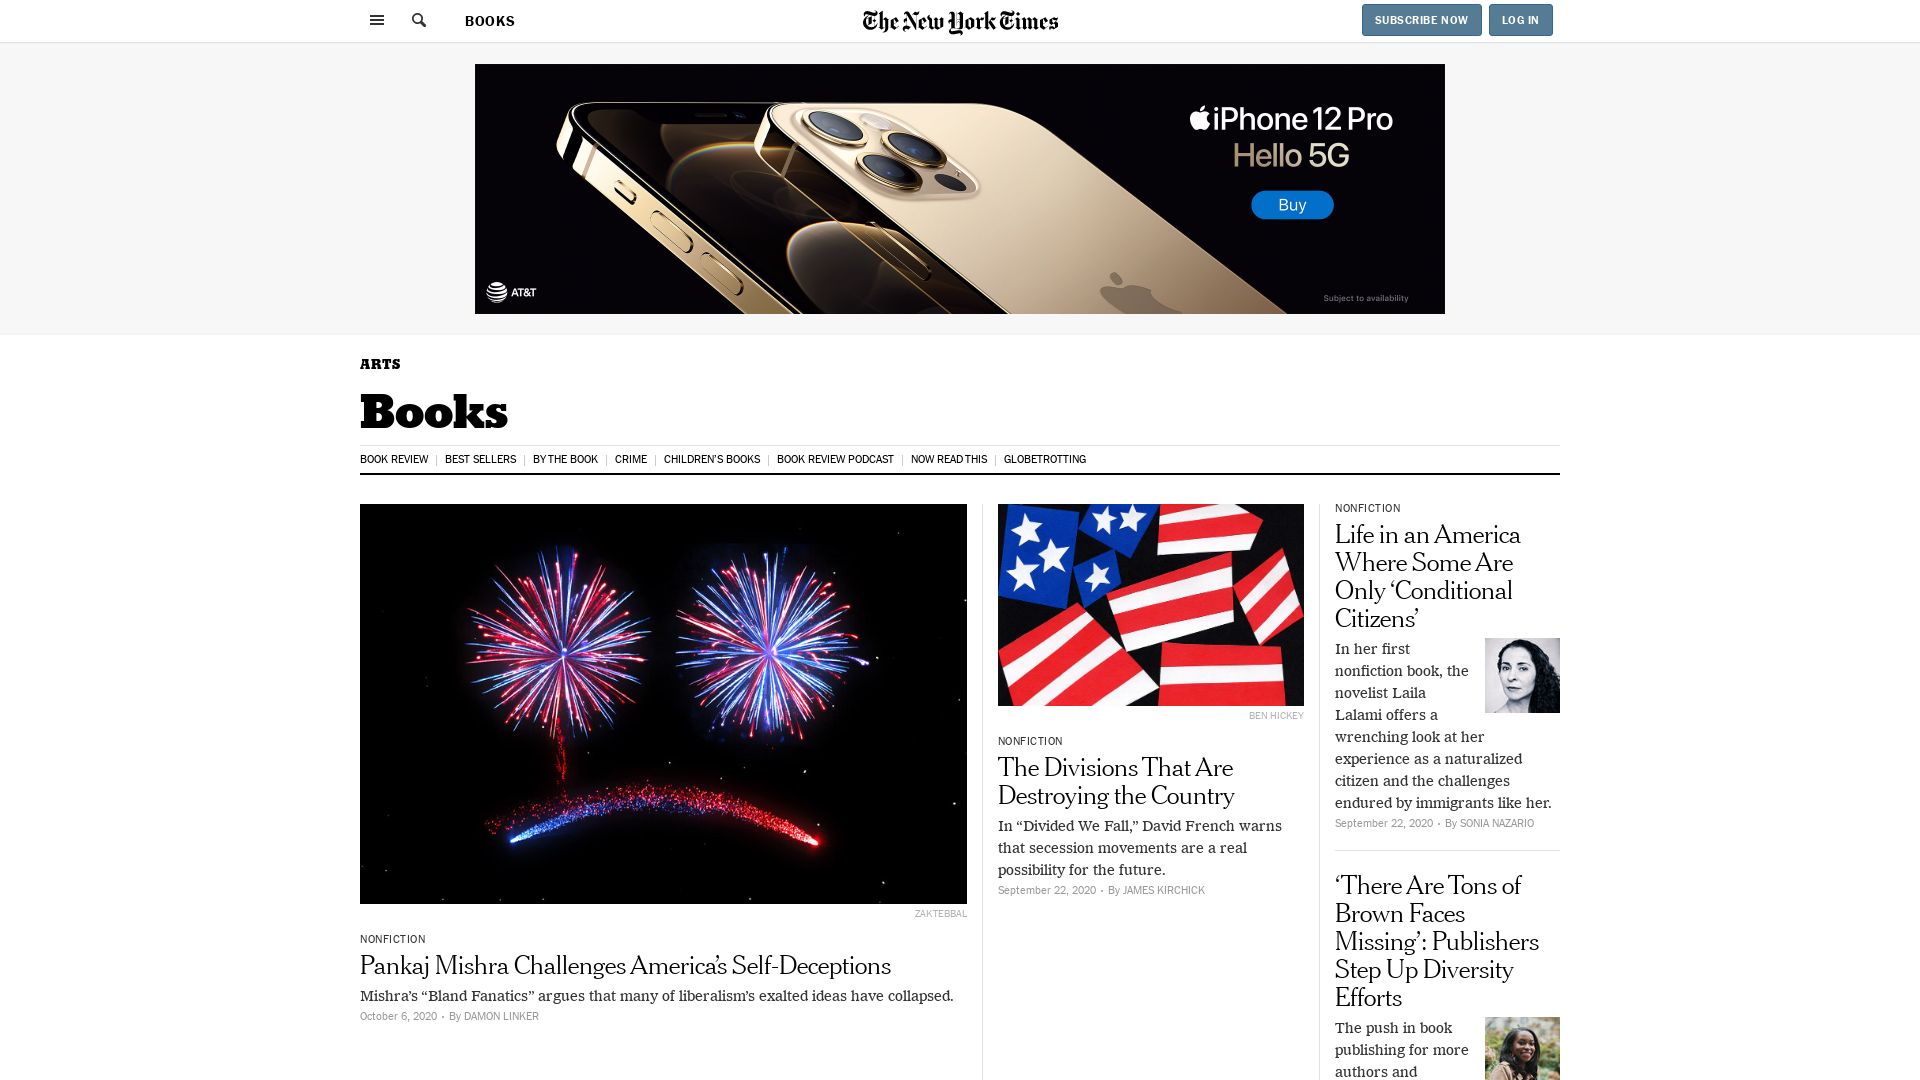 BOOKS
The New York Times
SUBSCRIBE NOW
LOG IN
iPhone 12 Pro
Hello 5G
Buy
AT&T
Subject to availability
ARTS
Books
BOOK REVIEW
BEST SELLERS
BY THE BOOK
CRIME
CHILDREN’S BOOKS
BOOK REVIEW PODCAST
NOW READ THIS
GLOBETROTTING
ZAKTEBBAL
NONFICTION
Pankaj Mishra Challenges America’s Self-Deceptions
Mishra’s “Bland Fanatics” argues that many of liberalism’s exalted ideas have collapsed.
October 6, 2020 • By DAMON LINKER
BEN HICKEY
NONFICTION
The Divisions That Are
Destroying the Country
In “Divided We Fall,” David French warns
that secession movements are a real
possibility for the future.
September 22, 2020 • By JAMES KIRCHICK
NONFICTION
Life in an America
Where Some Are
Only ‘Conditional
Citizens’
In her first
nonfiction book, the
novelist Laila
Lalami offers a
wrenching look at her
experience as a naturalized
citizen and the challenges
endured by immigrants like her.
September 22, 2020 • By SONIA NAZARIO
‘There Are Tons of
Brown Faces
Missing’: Publishers
Step Up Diversity
Efforts
The push in book
publishing for more
authors and